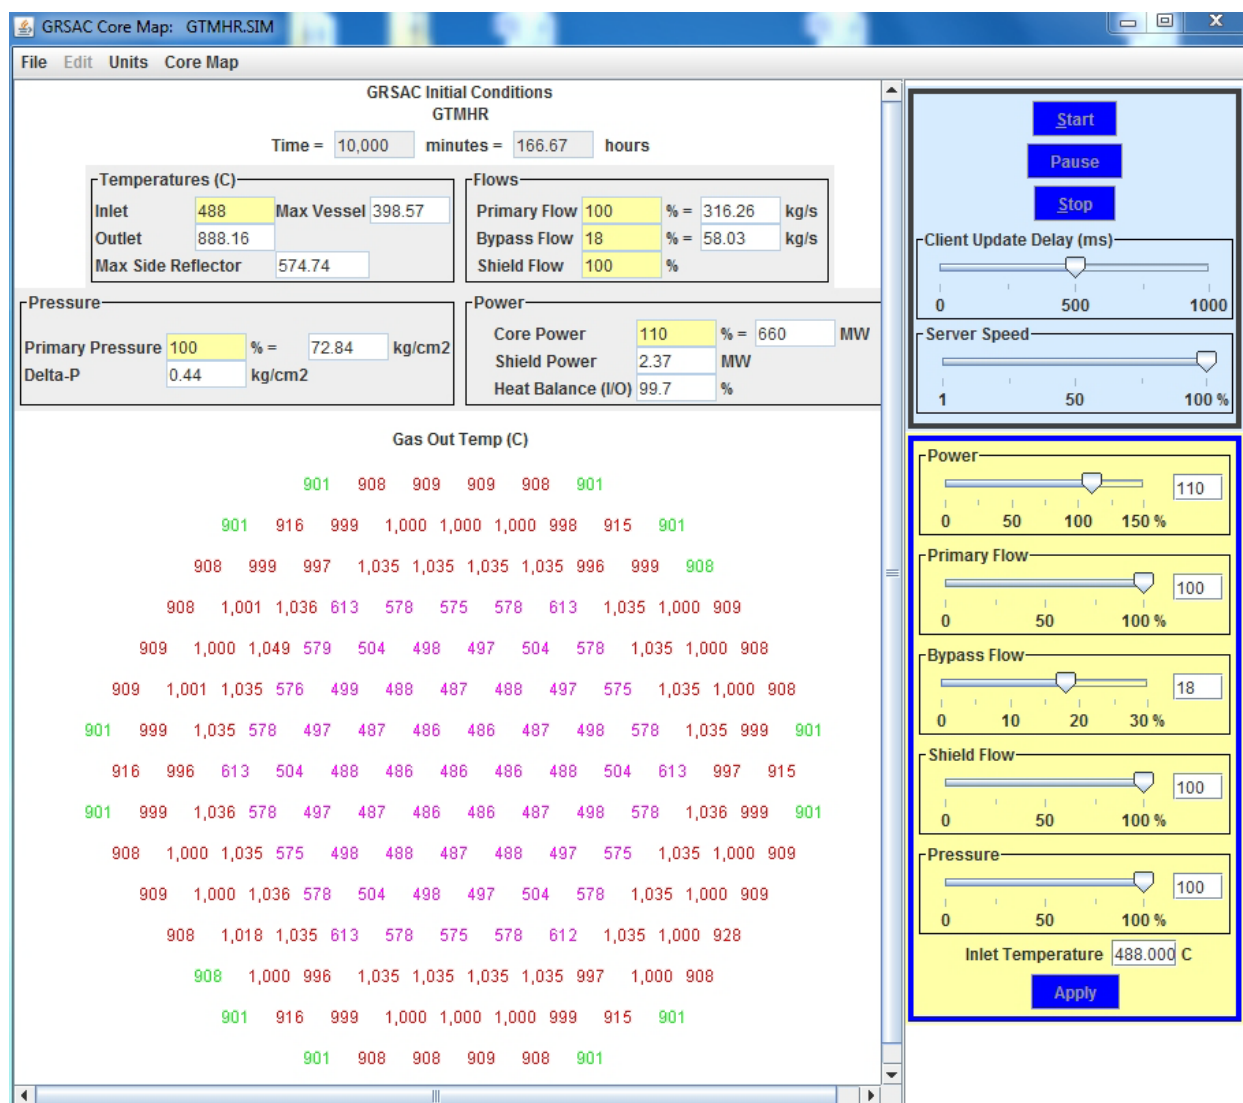 GRSAC Core Map: GTMHR.SIM
File Edit Units Core Map
GRSAC Initial Conditions
GTMHR
Time = 10,000 minutes = 166.67 hours
Temperatures (C)
Inlet 488 Max Vessel 398.57
Outlet 888.16
Max Side Reflector 574.74
Flows
Primary Flow 100 % = 316.26 kg/s
Bypass Flow 18 % = 58.03 kg/s
Shield Flow 100 %
Pressure
Primary Pressure 100 % = 72.84 kg/cm2
Delta-P 0.44 kg/cm2
Power
Core Power 110 % = 660 MW
Shield Power 2.37 MW
Heat Balance (I/O) 99.7 %
Gas Out Temp (C)
901 908 909 909 908 901
901 916 999 1,000 1,000 1,000 998 915 901
908 999 997 1,035 1,035 1,035 1,035 996 999 908
908 1,001 1,036 613 578 575 578 613 1,035 1,000 909
909 1,000 1,049 579 504 498 497 504 578 1,035 1,000 908
909 1,001 1,035 576 499 488 487 488 497 575 1,035 1,000 908
901 999 1,035 578 497 487 486 486 487 498 578 1,035 999 901
916 996 613 504 488 486 486 486 488 504 613 997 915
901 999 1,036 578 497 487 486 486 487 498 578 1,036 999 901
908 1,000 1,035 575 498 488 487 488 497 575 1,035 1,000 909
909 1,000 1,036 578 504 498 497 504 578 1,035 1,000 909
908 1,018 1,035 613 578 575 578 612 1,035 1,000 928
908 1,000 996 1,035 1,035 1,035 1,035 997 1,000 908
901 916 999 1,000 1,000 1,000 999 915 901
901 908 908 909 908 901
Start
Pause
Stop
Client Update Delay (ms)
0 500 1000
Server Speed
1 50 100 %
Power
110
0 50 100 150 %
Primary Flow
100
0 50 100 %
Bypass Flow
18
0 10 20 30 %
Shield Flow
100
0 50 100 %
Pressure
100
0 50 100 %
Inlet Temperature 488.000 C
Apply